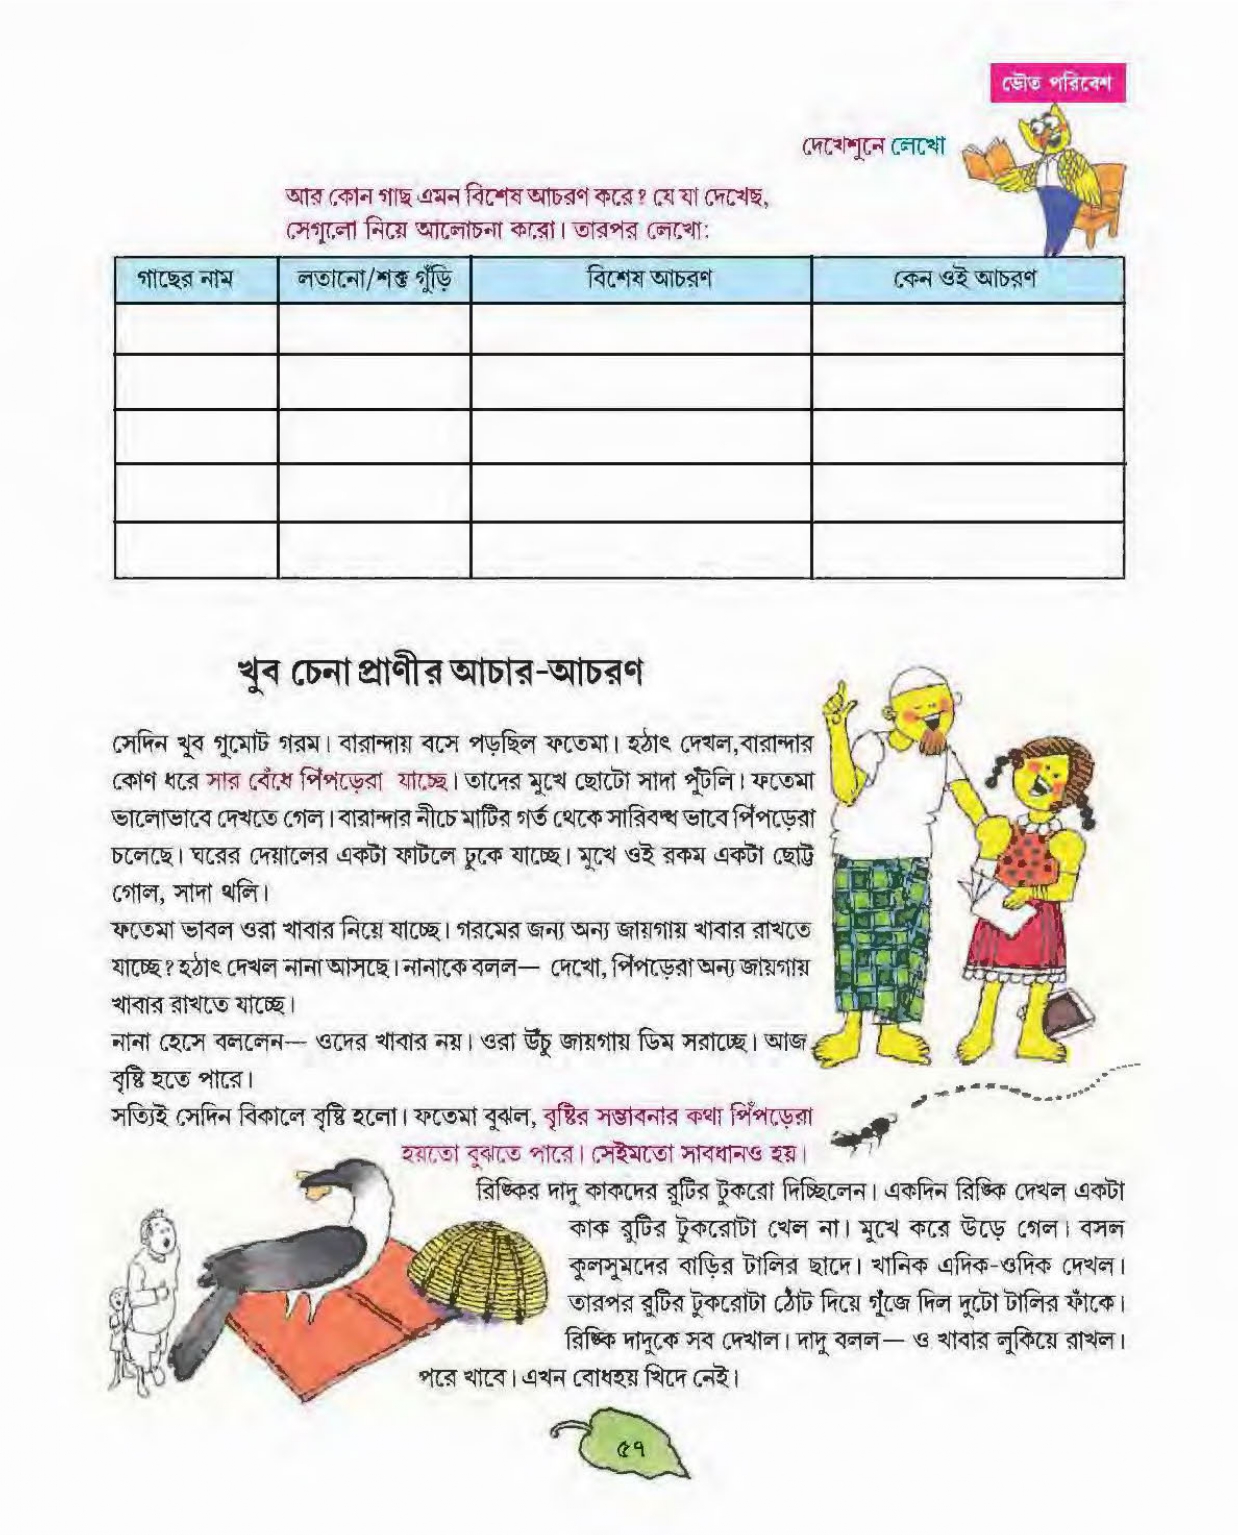 ভৌত পরিবেশ
দেখেশুনে লেখো
আর কোন গাছ এমন বিশেষ আচরণ করে? যে যা দেখেছ,
সেগুলো নিয়ে আলোচনা করো। তারপর লেখো:
গাছের নাম লতানো/শক্ত গুঁড়ি বিশেষ আচরণ কেন ওই আচরণ
খুব চেনা প্রাণীর আচার-আচরণ
সেদিন খুব গুমোট গরম। বারান্দায় বসে পড়ছিল ফতেমা। হঠাৎ দেখল,বারান্দার
কোণ ধরে সার বেঁধে পিঁপড়েরা যাচ্ছে। তাদের মুখে ছোটো সাদা পুঁটলি। ফতেমা
ভালোভাবে দেখতে গেল। বারান্দার নীচে মাটির গর্ত থেকে সারিবদ্ধ ভাবে পিঁপড়েরা
চলেছে। ঘরের দেয়ালের একটা ফাটলে ঢুকে যাচ্ছে। মুখে ওই রকম একটা ছোট্ট
গোল, সাদা থলি।
ফতেমা ভাবল ওরা খাবার নিয়ে যাচ্ছে। গরমের জন্য অন্য জায়গায় খাবার রাখতে
যাচ্ছে? হঠাৎ দেখল নানা আসছে। নানাকে বলল— দেখো, পিঁপড়েরা অন্য জায়গায়
খাবার রাখতে যাচ্ছে।
নানা হেসে বললেন— ওদের খাবার নয়। ওরা উঁচু জায়গায় ডিম সরাচ্ছে। আজ
বৃষ্টি হতে পারে।
সত্যিই সেদিন বিকালে বৃষ্টি হলো। ফতেমা বুঝল, বৃষ্টির সম্ভাবনার কথা পিঁপড়েরা
হয়তো বুঝতে পারে। সেইমতো সাবধানও হয়।
রিঙ্কির দাদু কাকদের রুটির টুকরো দিচ্ছিলেন। একদিন রিঙ্কি দেখল একটা
কাক রুটির টুকরোটা খেল না। মুখে করে উড়ে গেল। বসল
কুলসুমদের বাড়ির টালির ছাদে। খানিক এদিক-ওদিক দেখল।
তারপর রুটির টুকরোটা ঠোঁট দিয়ে গুঁজে দিল দুটো টালির ফাঁকে।
রিঙ্কি দাদুকে সব দেখাল। দাদু বলল— ও খাবার লুকিয়ে রাখল।
পরে খাবে। এখন বোধহয় খিদে নেই।
৫৭